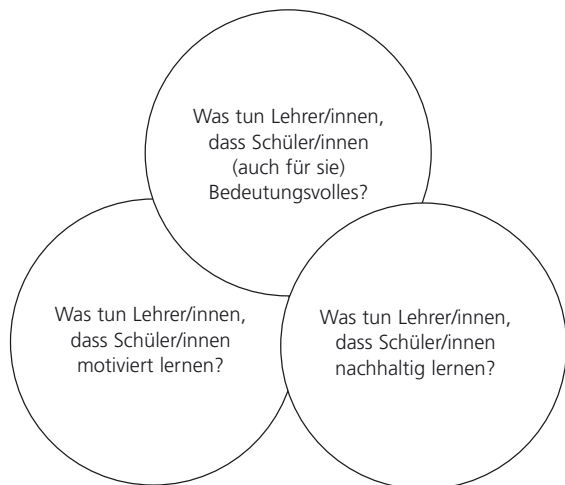 Was tun Lehrer/innen,
dass Schüler/innen
(auch für sie)
Bedeutungsvolles?
Was tun Lehrer/innen,
dass Schüler/innen
motiviert lernen?
Was tun Lehrer/innen,
dass Schüler/innen
nachhaltig lernen?